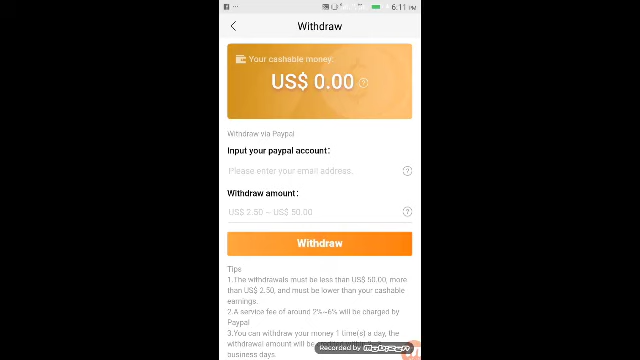 6:11 PM
Withdraw
Your cashable money:
US$ 0.00 ?
Withdraw via Paypal
Input your paypal account:
Please enter your email address. ?
Withdraw amount:
US$ 2.50 ~ US$ 50.00 ?
Withdraw
Tips
1.The withdrawals must be less than US$ 50.00, more
than US$ 2.50, and must be lower than your cashable
earnings.
2.A service fee of around 2%~6% will be charged by
Paypal
3.You can withdraw your money 1 time(s) a day, the
withdrawal amount will be
business days.
Recorded by